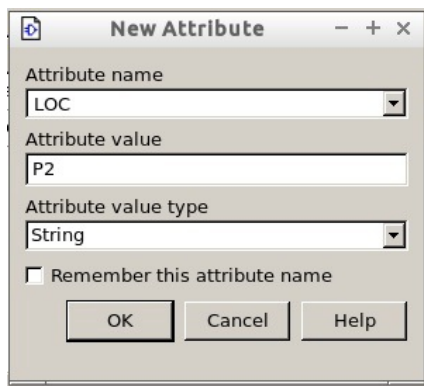 New Attribute
Attribute name
LOC
Attribute value
P2
Attribute value type
String
Remember this attribute name
OK Cancel Help